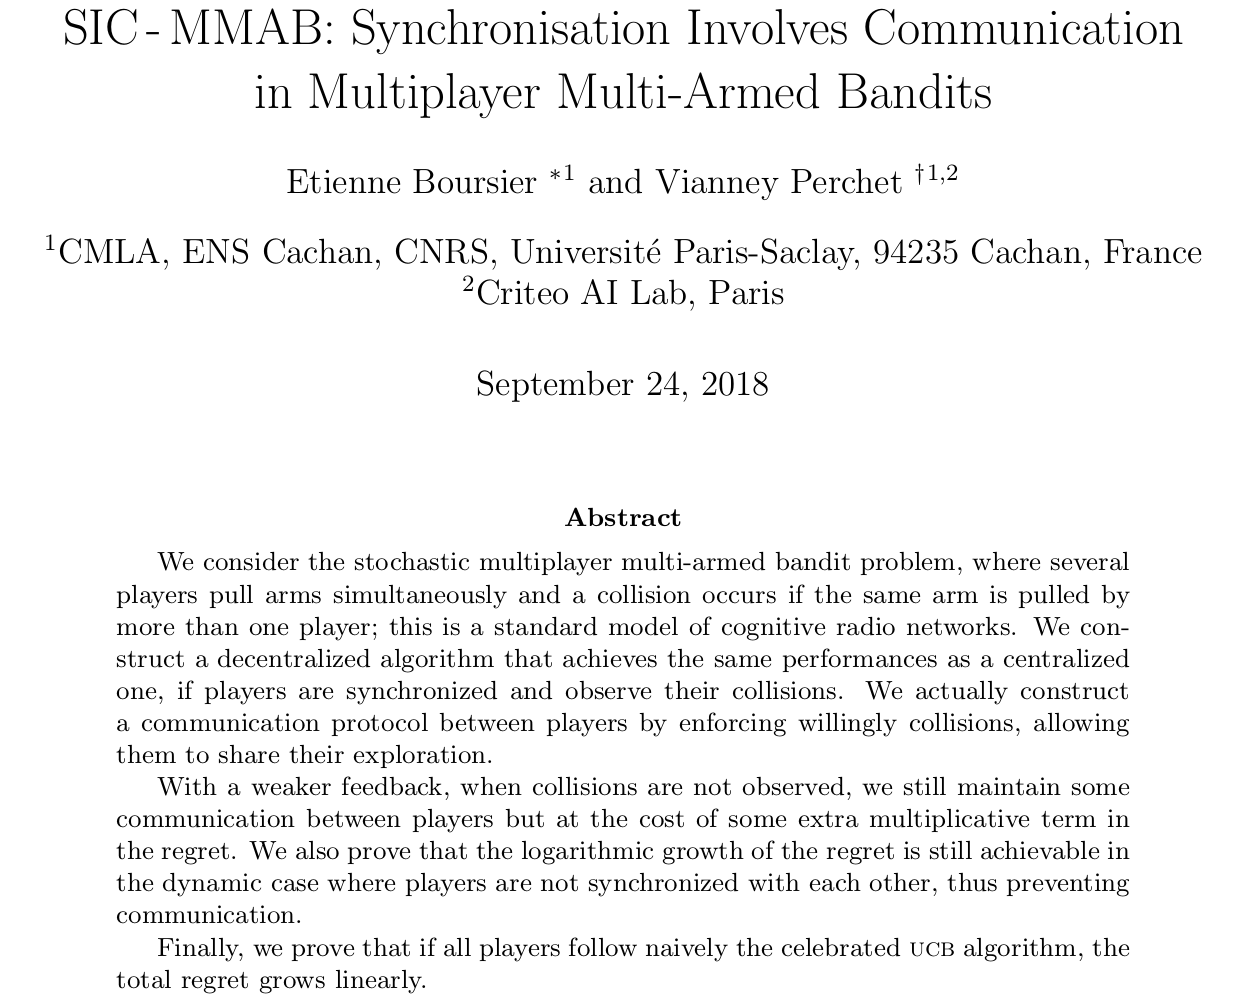 SIC - MMAB: Synchronisation Involves Communication
in Multiplayer Multi-Armed Bandits
Etienne Boursier *1 and Vianney Perchet †1,2
1CMLA, ENS Cachan, CNRS, Université Paris-Saclay, 94235 Cachan, France
2Criteo AI Lab, Paris
September 24, 2018
Abstract
We consider the stochastic multiplayer multi-armed bandit problem, where several
players pull arms simultaneously and a collision occurs if the same arm is pulled by
more than one player; this is a standard model of cognitive radio networks. We con-
struct a decentralized algorithm that achieves the same performances as a centralized
one, if players are synchronized and observe their collisions. We actually construct
a communication protocol between players by enforcing willingly collisions, allowing
them to share their exploration.
With a weaker feedback, when collisions are not observed, we still maintain some
communication between players but at the cost of some extra multiplicative term in
the regret. We also prove that the logarithmic growth of the regret is still achievable in
the dynamic case where players are not synchronized with each other, thus preventing
communication.
Finally, we prove that if all players follow naively the celebrated UCB algorithm, the
total regret grows linearly.